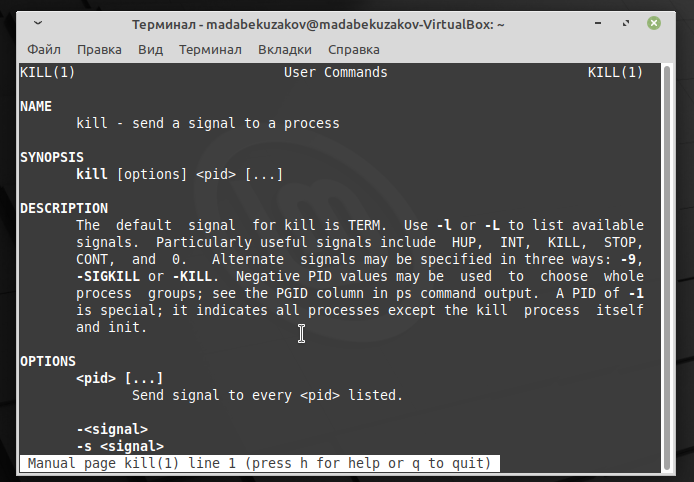 Терминал - madabekuzakov@madabekuzakov-VirtualBox: ~
Файл Правка Вид Терминал Вкладки Справка
KILL(1) User Commands KILL(1)
NAME
kill - send a signal to a process
SYNOPSIS
kill [options] <pid> [...]
DESCRIPTION
The default signal for kill is TERM. Use -l or -L to list available
signals. Particularly useful signals include HUP, INT, KILL, STOP,
CONT, and 0. Alternate signals may be specified in three ways: -9,
-SIGKILL or -KILL. Negative PID values may be used to choose whole
process groups; see the PGID column in ps command output. A PID of -1
is special; it indicates all processes except the kill process itself
and init.
OPTIONS
<pid> [...]
Send signal to every <pid> listed.
-<signal>
-s <signal>
Manual page kill(1) line 1 (press h for help or q to quit)